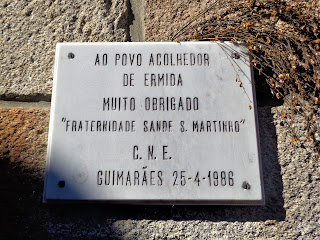 AO POVO ACOLHEDOR
DE ERMIDA
MUITO OBRIGADO
"FRATERNIDADE SANDE S. MARTINHO"
C. N. E.
GUIMARÃES 25-4-1986